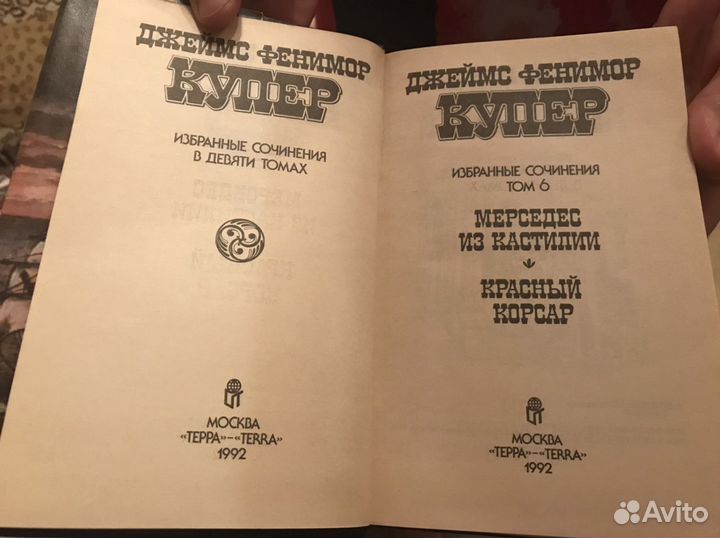 ДЖЕЙМС ФЕНИМОР
КУПЕР
ИЗБРАННЫЕ СОЧИНЕНИЯ
В ДЕВЯТИ ТОМАХ
МОСКВА
«ТЕРРА»–«TERRA»
1992
ДЖЕЙМС ФЕНИМОР
КУПЕР
ИЗБРАННЫЕ СОЧИНЕНИЯ
ТОМ 6
МЕРСЕДЕС
ИЗ КАСТИЛИИ
КРАСНЫЙ
КОРСАР
МОСКВА
«ТЕРРА»–«TERRA»
1992
Avito